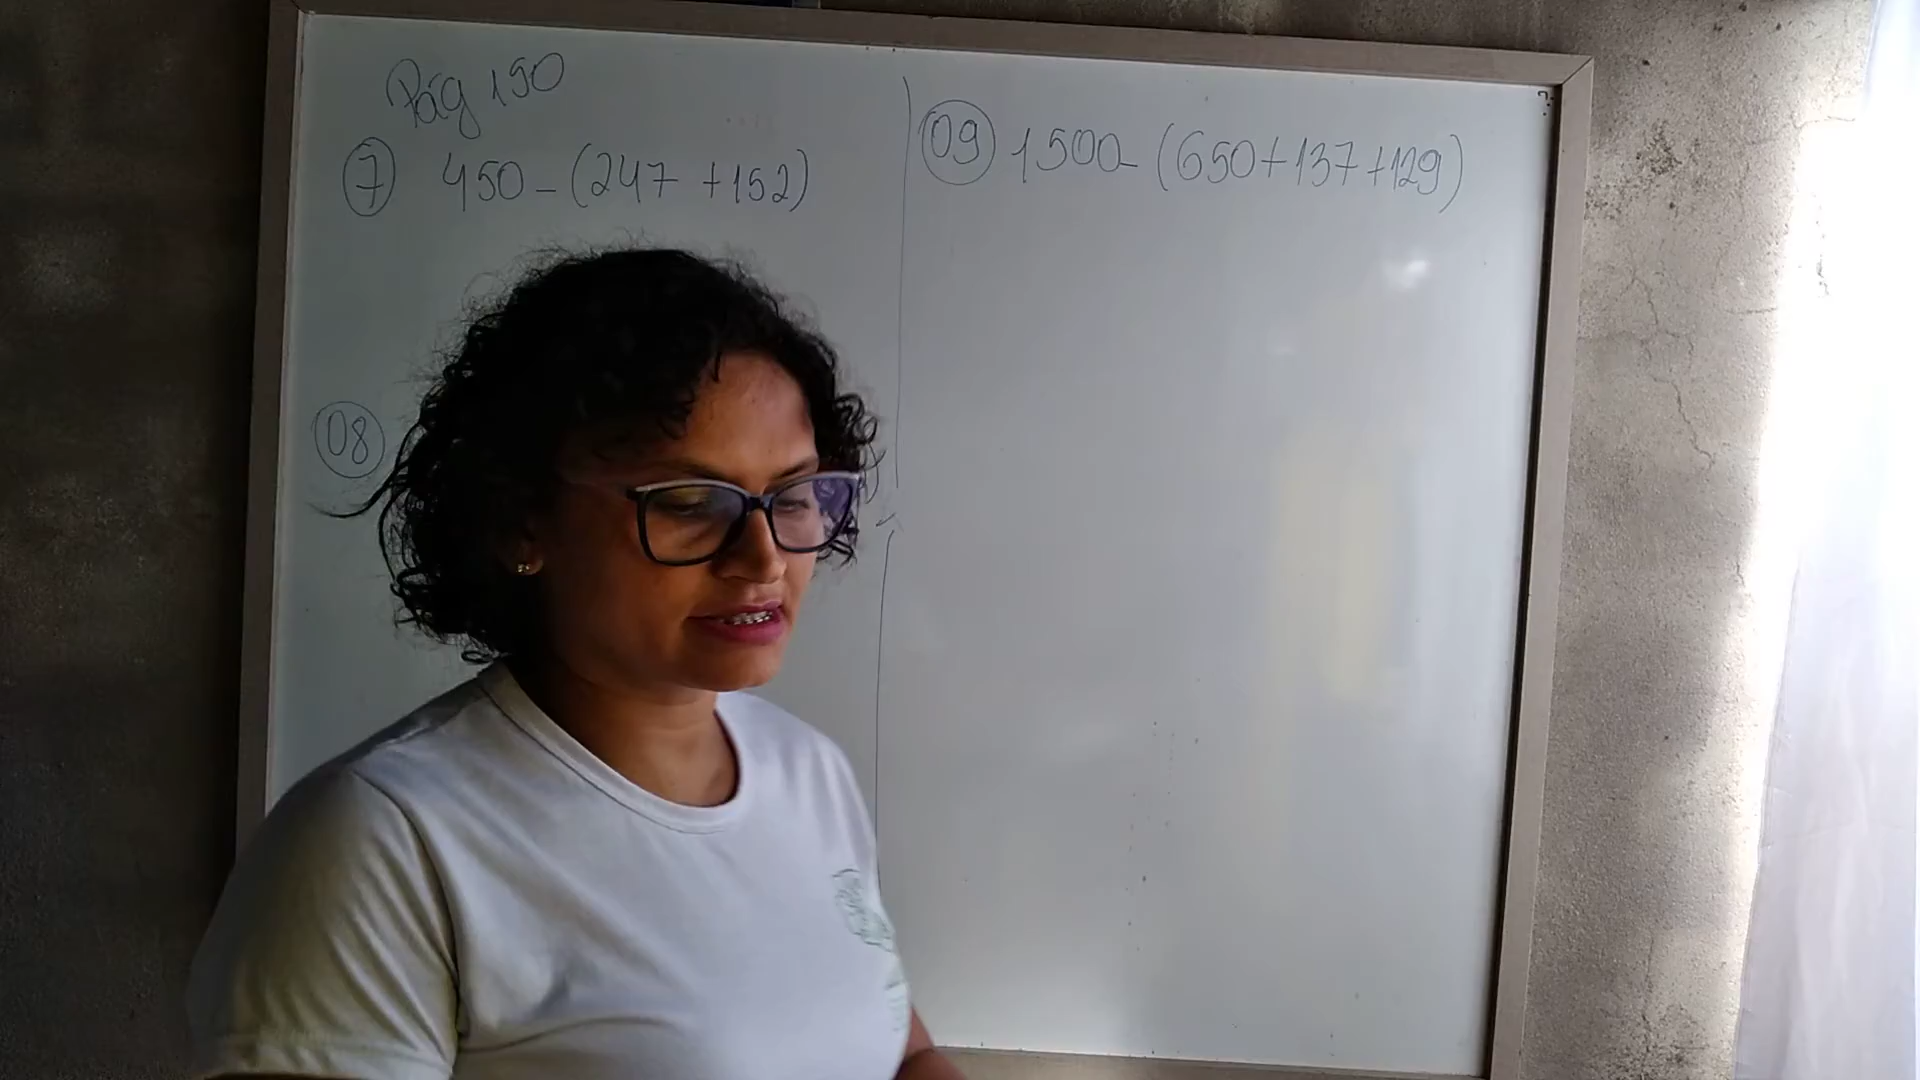 Pág 150
7 450 - (247 + 152)
08
09 1500 - (650 + 137 + 129)